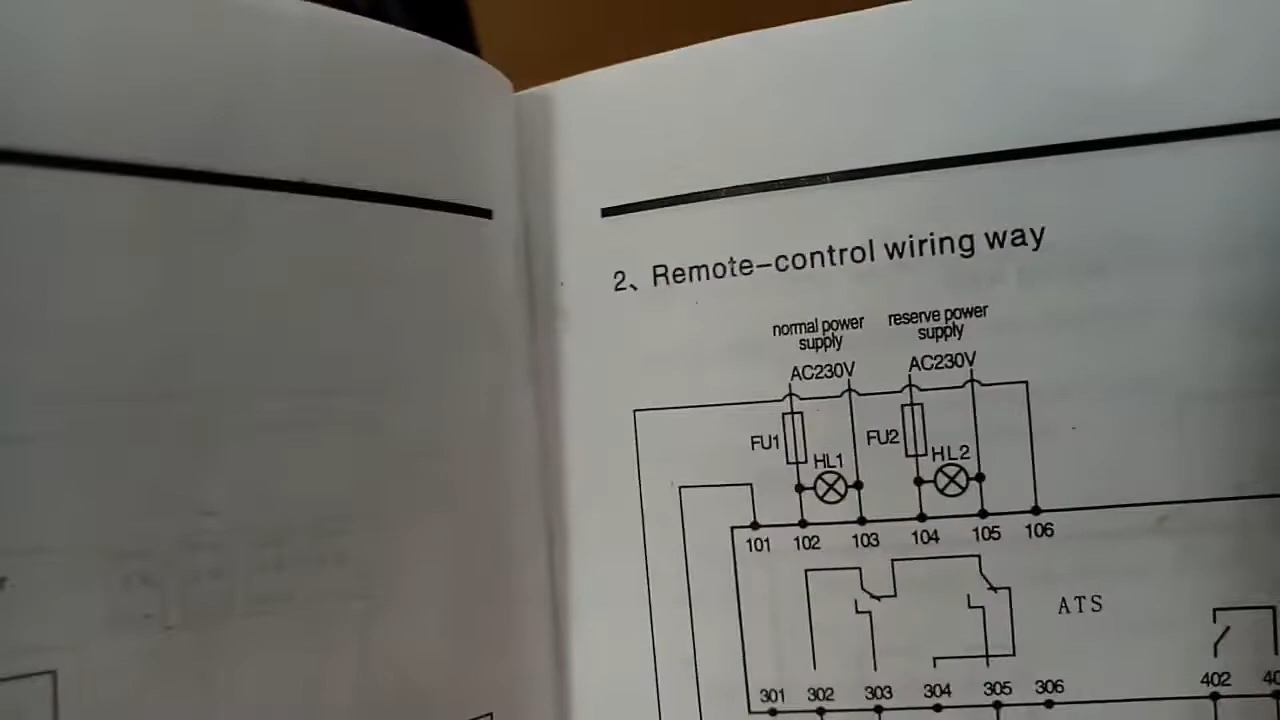 2、Remote-control wiring way
normal power
supply
reserve power
supply
AC230V
AC230V
FU1
HL1
FU2
HL2
101 102 103 104 105 106
ATS
301 302 303 304 305 306
402